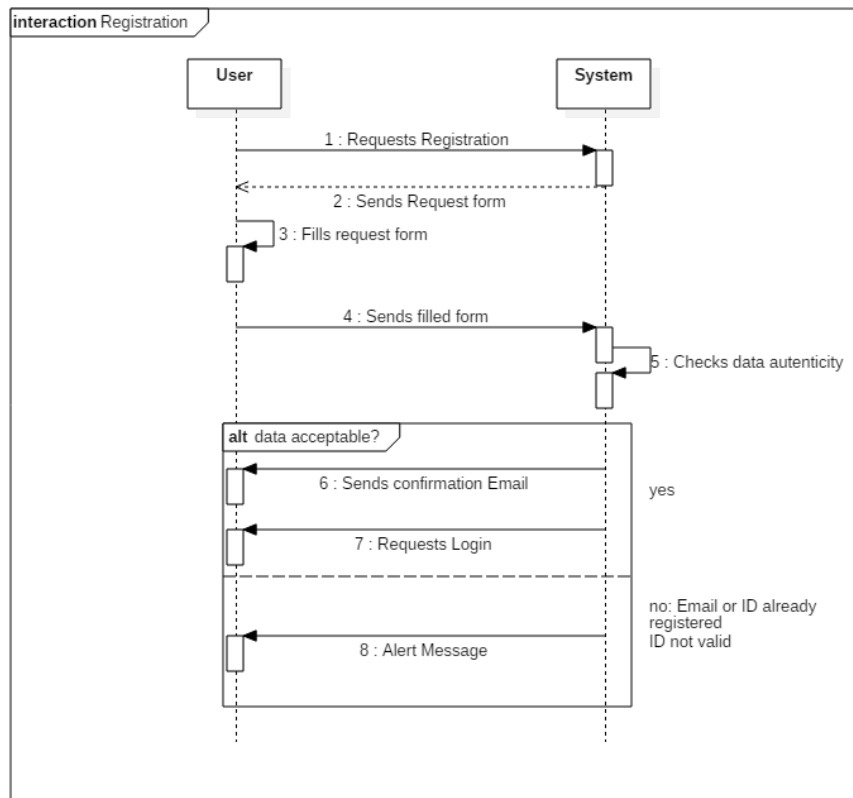 interaction Registration
User
System
1 : Requests Registration
2 : Sends Request form
3 : Fills request form
4 : Sends filled form
5 : Checks data autenticity
alt data acceptable?
6 : Sends confirmation Email
yes
7 : Requests Login
no: Email or ID already
registered
ID not valid
8 : Alert Message